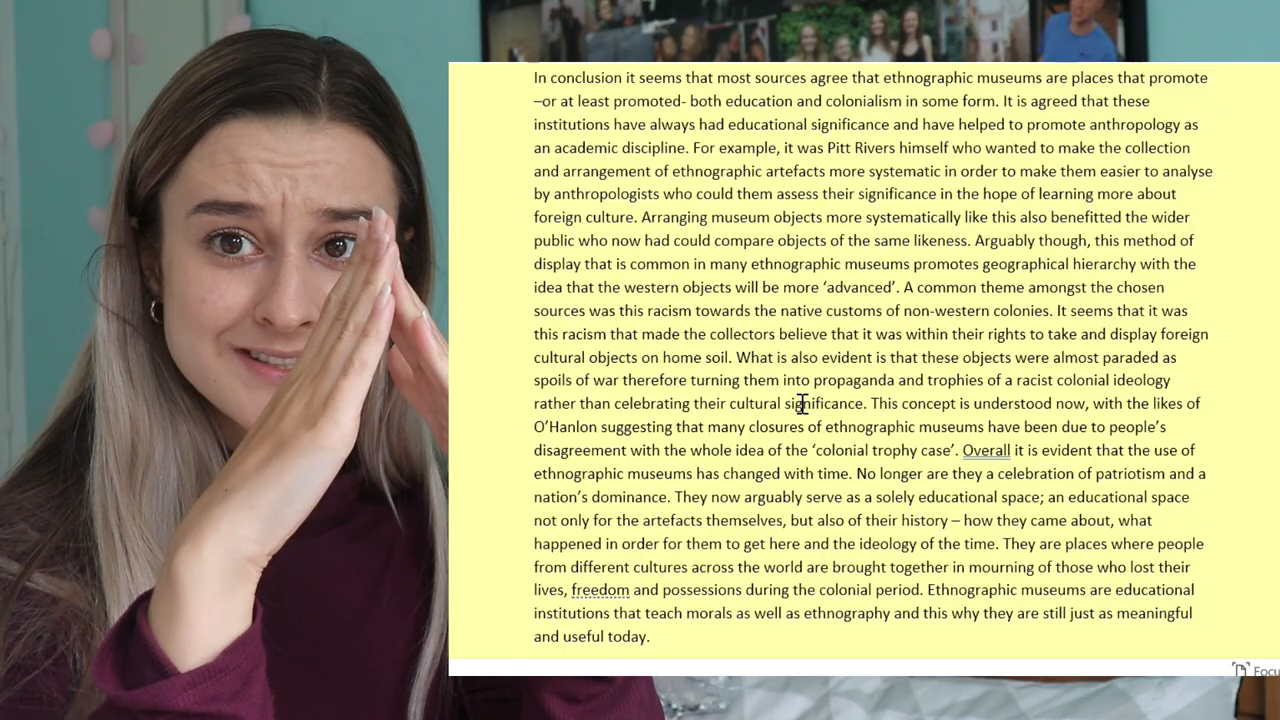 In conclusion it seems that most sources agree that ethnographic museums are places that promote
–or at least promoted- both education and colonialism in some form. It is agreed that these
institutions have always had educational significance and have helped to promote anthropology as
an academic discipline. For example, it was Pitt Rivers himself who wanted to make the collection
and arrangement of ethnographic artefacts more systematic in order to make them easier to analyse
by anthropologists who could them assess their significance in the hope of learning more about
foreign culture. Arranging museum objects more systematically like this also benefitted the wider
public who now had could compare objects of the same likeness. Arguably though, this method of
display that is common in many ethnographic museums promotes geographical hierarchy with the
idea that the western objects will be more ‘advanced’. A common theme amongst the chosen
sources was this racism towards the native customs of non-western colonies. It seems that it was
this racism that made the collectors believe that it was within their rights to take and display foreign
cultural objects on home soil. What is also evident is that these objects were almost paraded as
spoils of war therefore turning them into propaganda and trophies of a racist colonial ideology
rather than celebrating their cultural significance. This concept is understood now, with the likes of
O’Hanlon suggesting that many closures of ethnographic museums have been due to people’s
disagreement with the whole idea of the ‘colonial trophy case’. Overall it is evident that the use of
ethnographic museums has changed with time. No longer are they a celebration of patriotism and a
nation’s dominance. They now arguably serve as a solely educational space; an educational space
not only for the artefacts themselves, but also of their history – how they came about, what
happened in order for them to get here and the ideology of the time. They are places where people
from different cultures across the world are brought together in mourning of those who lost their
lives, freedom and possessions during the colonial period. Ethnographic museums are educational
institutions that teach morals as well as ethnography and this why they are still just as meaningful
and useful today.
Focu